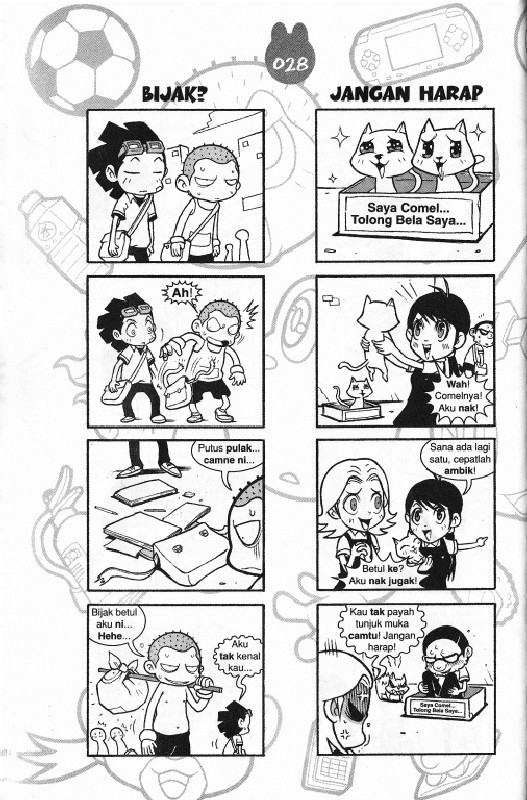 028
BIJAK?
Ah!
Putus pulak...
camne ni....
Bijak betul
aku ni....
Hehe...
Aku
tak kenal
kau....
JANGAN HARAP
Saya Comel...
Tolong Bela Saya...
Wah!
Comelnya!
Aku nak!
Sana ada lagi
satu, cepatlah
ambik!
Betul ke?
Aku nak jugak!
Kau tak payah
tunjuk muka
camtu! Jangan
harap!
Saya Comel...
Tolong Bela Saya...